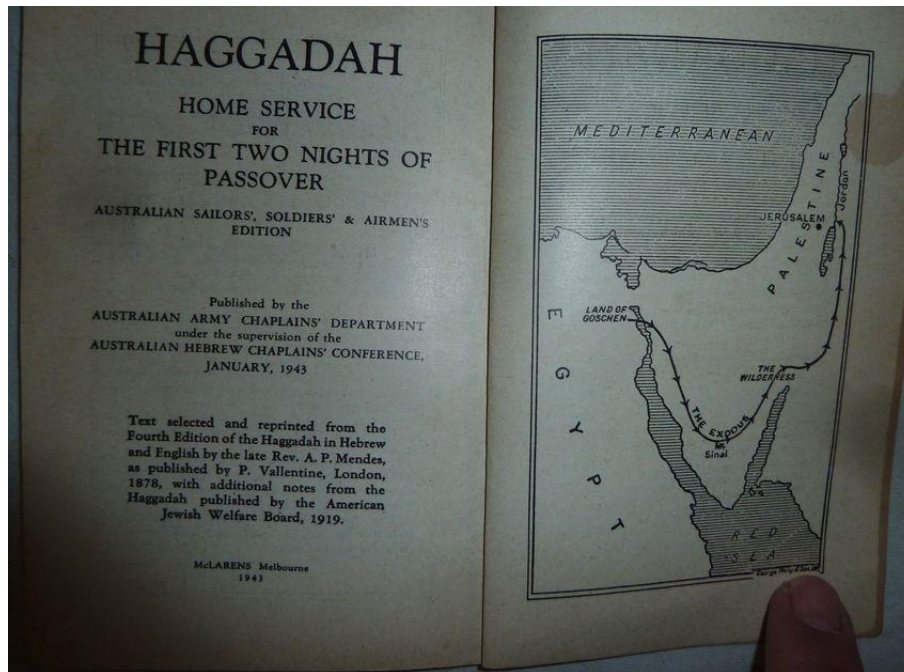 HAGGADAH
HOME SERVICE
FOR
THE FIRST TWO NIGHTS OF
PASSOVER
AUSTRALIAN SAILORS', SOLDIERS' & AIRMEN'S
EDITION
Published by the
AUSTRALIAN ARMY CHAPLAINS' DEPARTMENT
under the supervision of the
AUSTRALIAN HEBREW CHAPLAINS' CONFERENCE,
JANUARY, 1943
Text selected and reprinted from the
Fourth Edition of the Haggadah in Hebrew
and English by the late Rev. A. P. Mendes,
as published by P. Vallentine, London,
1878, with additional notes from the
Haggadah published by the American
Jewish Welfare Board, 1919.
McLARENS Melbourne
1943
MEDITERRANEAN
PALESTINE
Jordan
JERUSALEM
LAND OF
GOSCHEN
EGYPT
THE
WILDERNESS
THE EXODUS
Sinai
RED
SEA
George Philip & Son